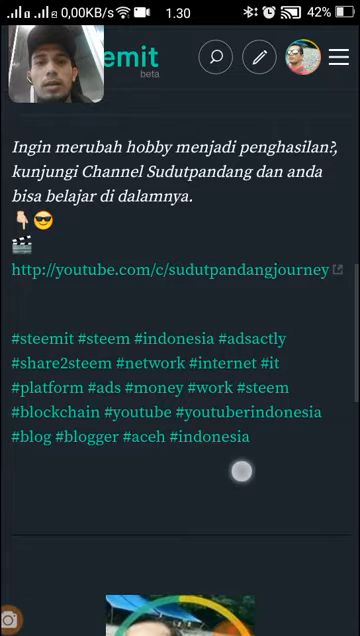 0,00KB/s 1.30 42%
emit
beta
Ingin merubah hobby menjadi penghasilan?,
kunjungi Channel Sudutpandang dan anda
bisa belajar di dalamnya.
http://youtube.com/c/sudutpandangjourney
#steemit #steem #indonesia #adsactly
#share2steem #network #internet #it
#platform #ads #money #work #steem
#blockchain #youtube #youtuberindonesia
#blog #blogger #aceh #indonesia